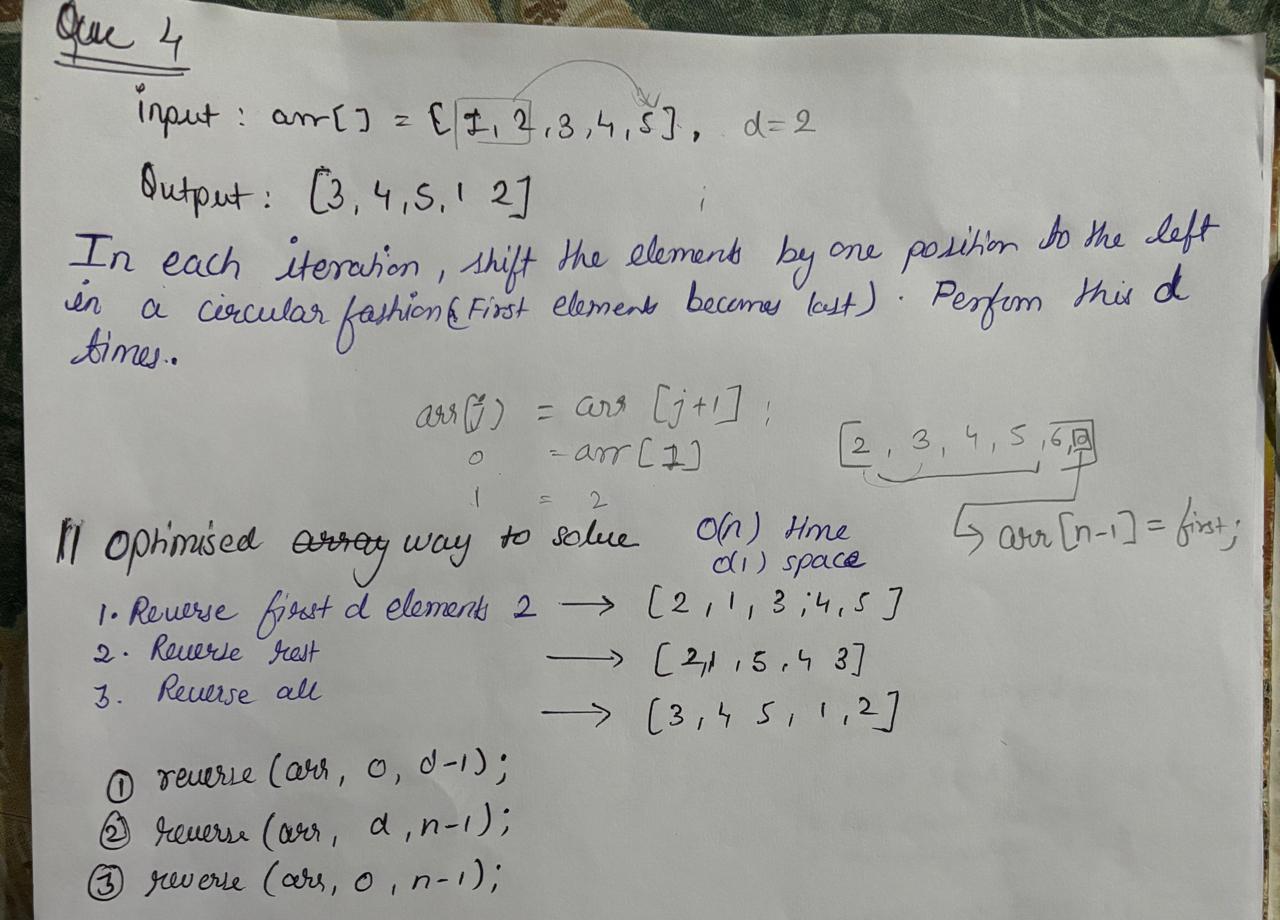 Que 4
input : arr[] = {1, 2, 3, 4, 5}, d=2
Output : [3, 4, 5, 1 2]
In each iteration, shift the elements by one position to the left
in a circular fashion (First element becomes last). Perfom this d
times..
arr(j) = arr [j+1] ;
0 = arr[1]
1 = 2
[2, 3, 4, 5, 6, ]
↳ arr[n-1] = first;
// Optimised array way to solve O(n) time
O(1) space
1. Reverse first d elements 2 → [2, 1, 3, 4, 5]
2. Reverse rest → [2, 1, 5, 4 3]
3. Reverse all → [3, 4 5, 1, 2]
① reverse (arr, 0, d-1);
② reverse (arr, d, n-1);
③ reverse (arr, 0, n-1);